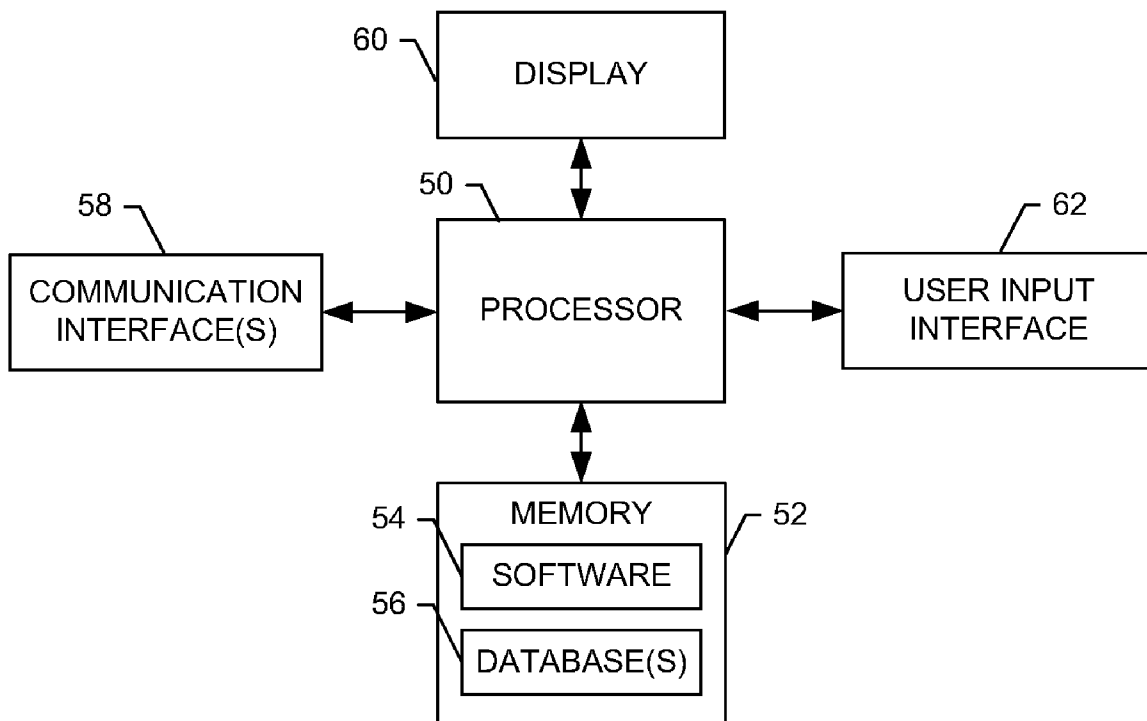 60
DISPLAY
50
58
62
COMMUNICATION
INTERFACE(S)
PROCESSOR
USER INPUT
INTERFACE
MEMORY
52
54
SOFTWARE
56
DATABASE(S)